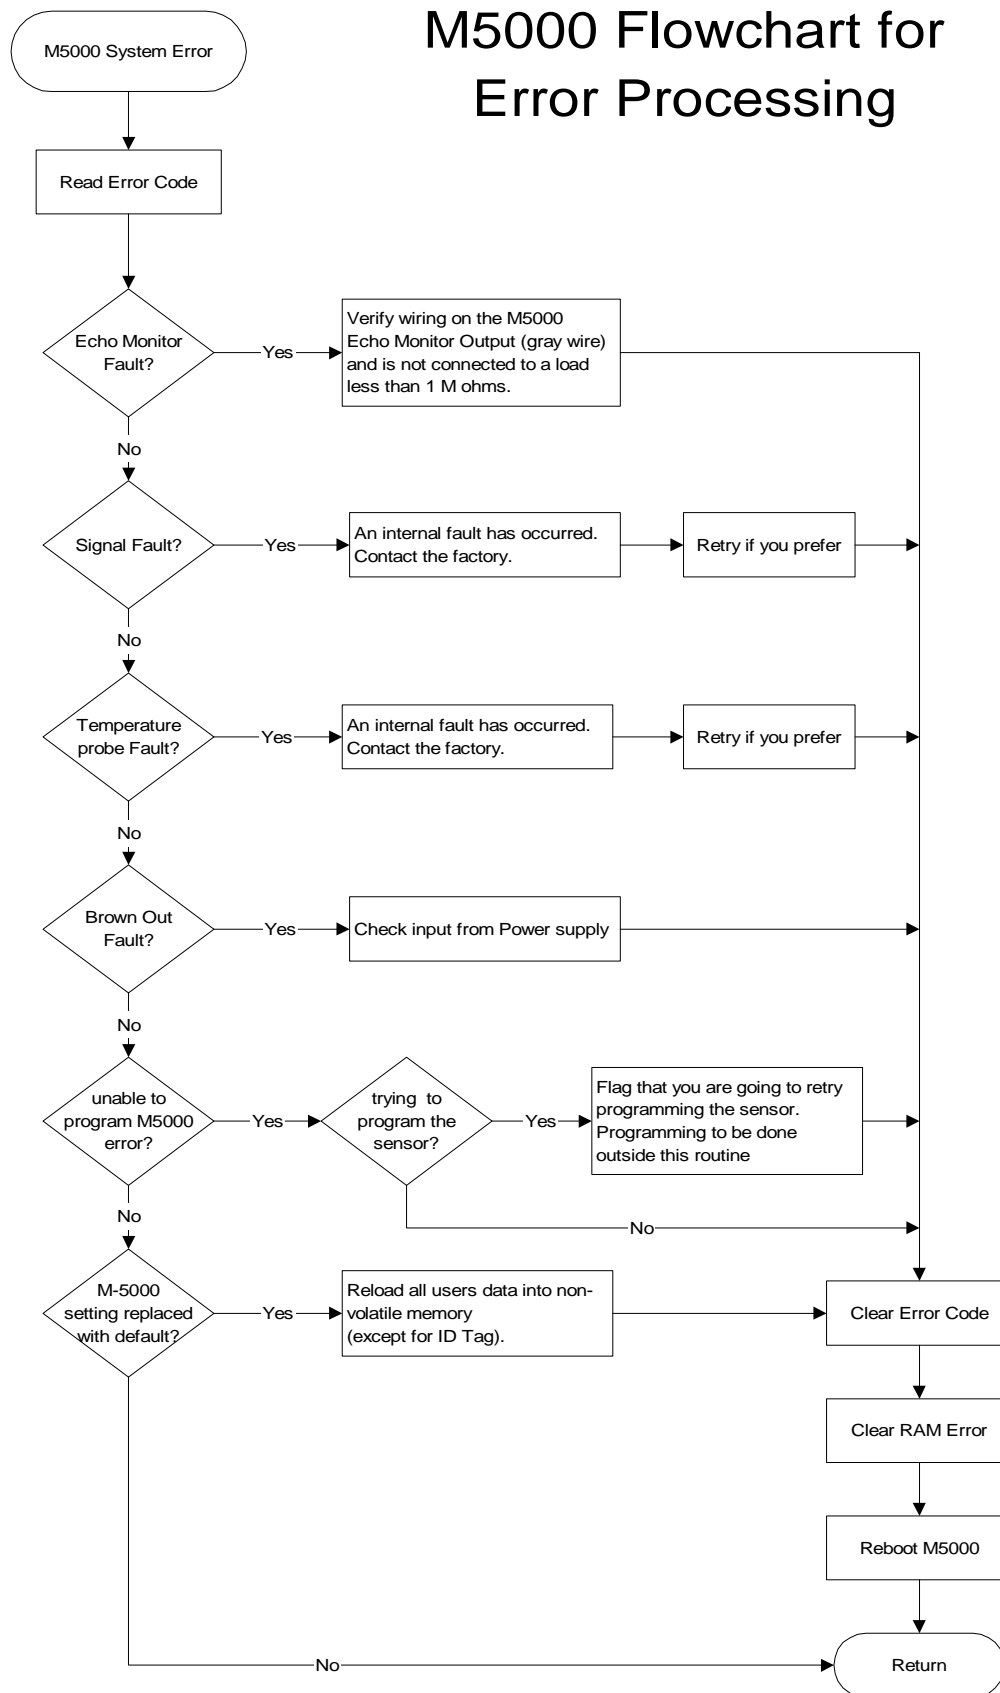 M5000 Flowchart for
Error Processing
M5000 System Error
Read Error Code
Echo Monitor
Fault?
Yes
Verify wiring on the M5000
Echo Monitor Output (gray wire)
and is not connected to a load
less than 1 M ohms.
No
Signal Fault?
Yes
An internal fault has occurred.
Contact the factory.
Retry if you prefer
No
Temperature
probe Fault?
Yes
An internal fault has occurred.
Contact the factory.
Retry if you prefer
No
Brown Out
Fault?
Yes
Check input from Power supply
No
unable to
program M5000
error?
Yes
trying to
program the
sensor?
Yes
Flag that you are going to retry
programming the sensor.
Programming to be done
outside this routine
No
No
M-5000
setting replaced
with default?
Yes
Reload all users data into non-
volatile memory
(except for ID Tag).
Clear Error Code
Clear RAM Error
Reboot M5000
No
Return